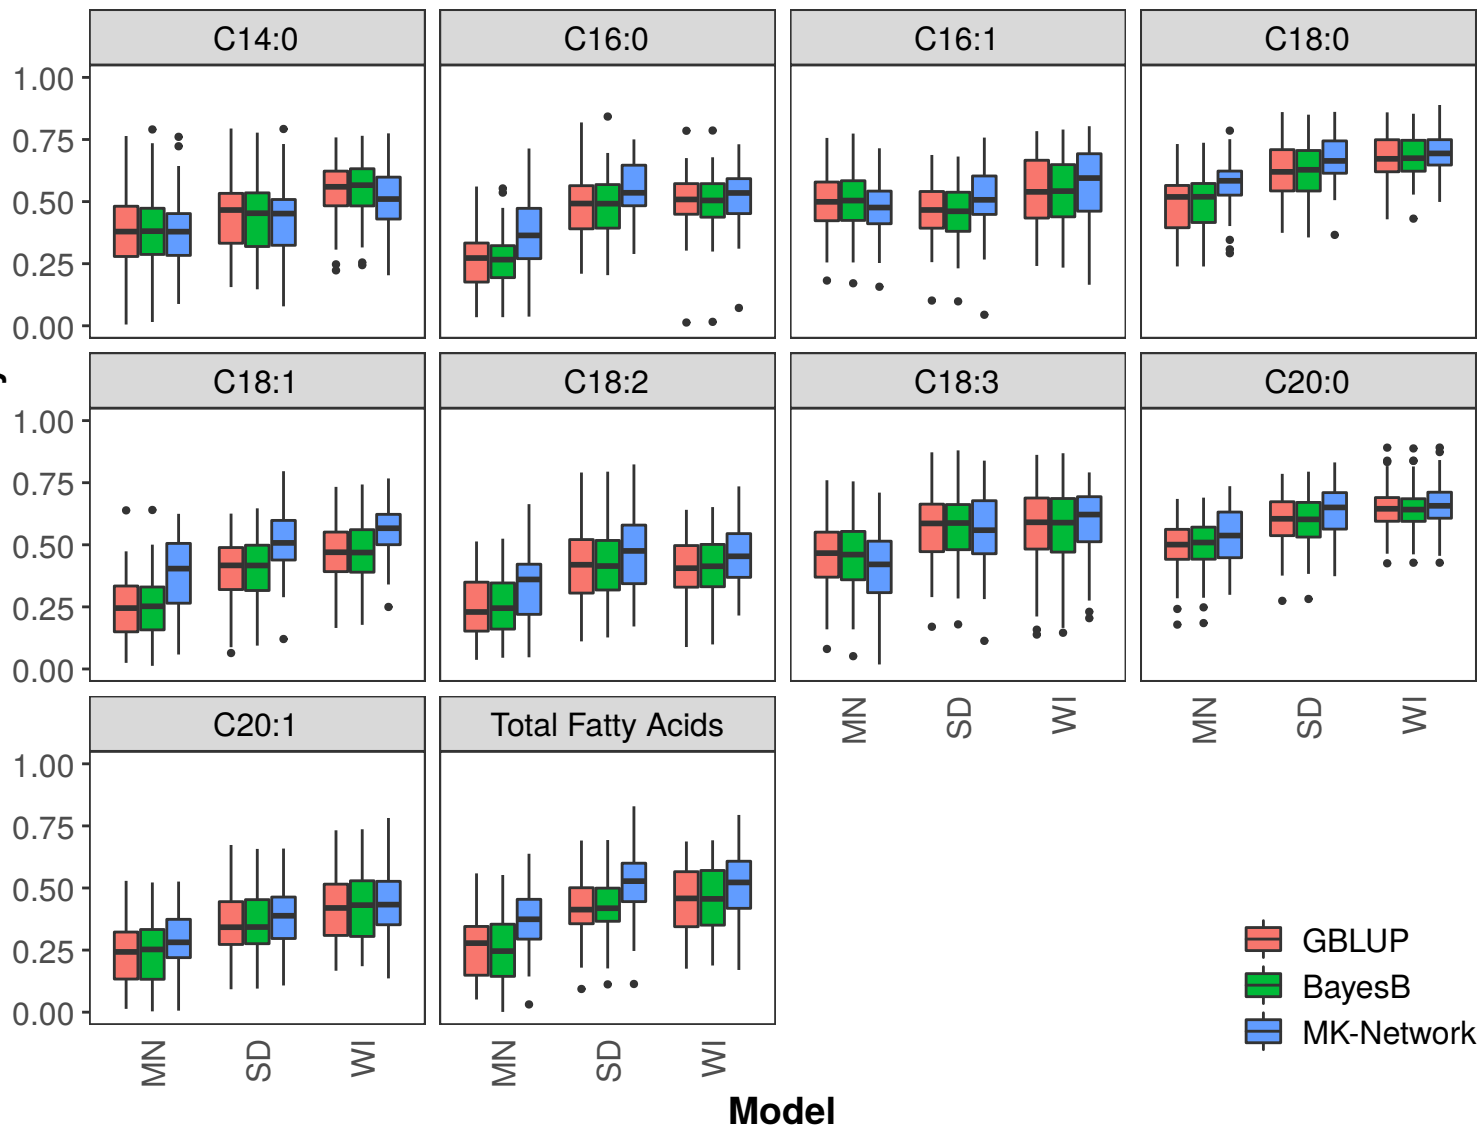 C14:0 C16:0 C16:1 C18:0
1.00
0.75
0.50
0.25
0.00
C18:1 C18:2 C18:3 C20:0
1.00
0.75
0.50
0.25
0.00
MN SD WI MN SD WI
C20:1 Total Fatty Acids
1.00
0.75
0.50
0.25
0.00
MN SD WI MN SD WI
GBLUP
BayesB
MK-Network
Model